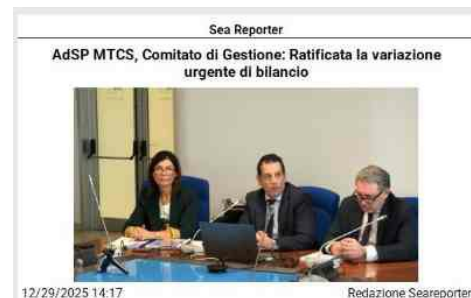 Sea Reporter
AdSP MTCS, Comitato di Gestione: Ratificata la variazione
urgente di bilancio
12/29/2025 14:17
Redazione Seareporter